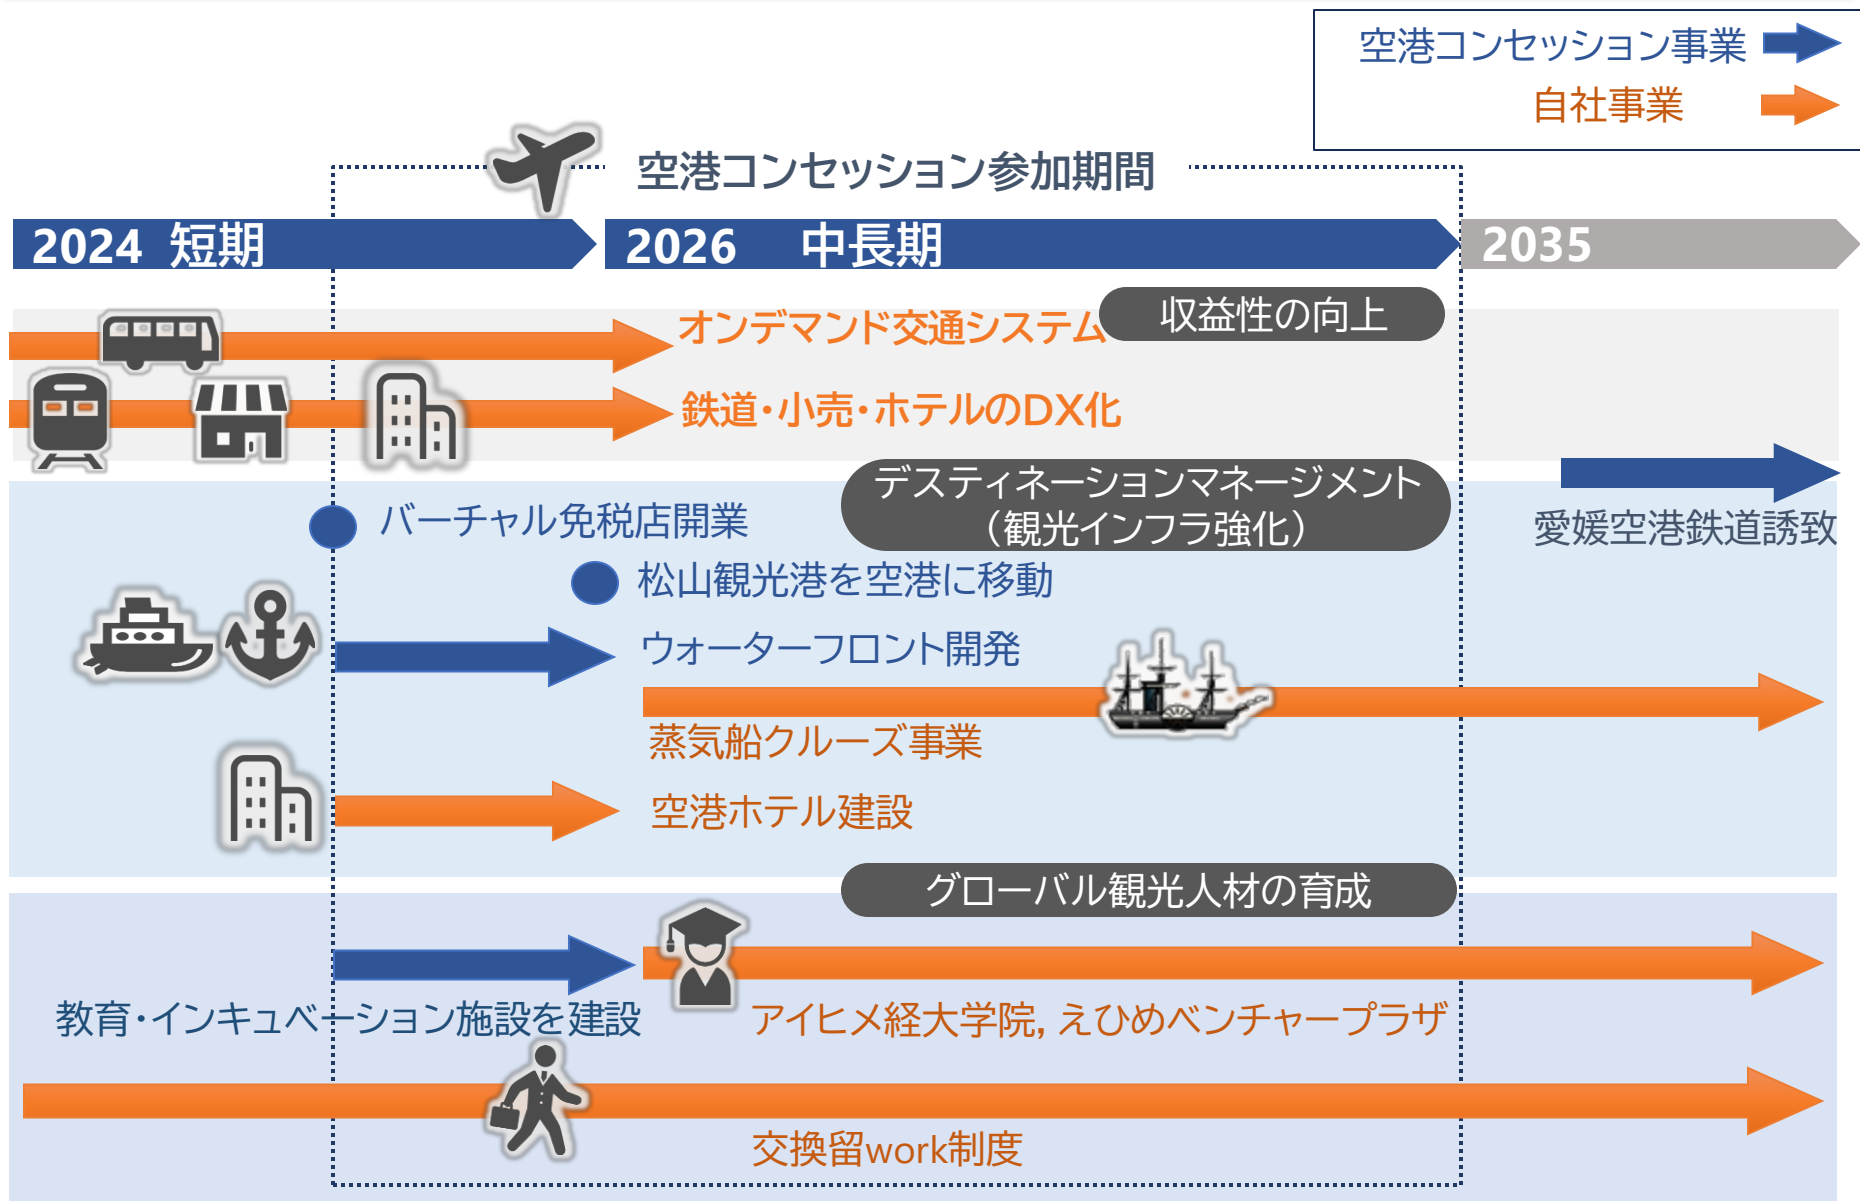 空港コンセッション事業
自社事業
空港コンセッション参加期間
2024 短期
2026 中長期
2035
収益性の向上
オンデマンド交通システム
鉄道・小売・ホテルのDX化
デスティネーションマネージメント
（観光インフラ強化）
バーチャル免税店開業
愛媛空港鉄道誘致
松山観光港を空港に移動
ウォーターフロント開発
蒸気船クルーズ事業
空港ホテル建設
グローバル観光人材の育成
教育・インキュベーション施設を建設
アイヒメ経大学院, えひめベンチャープラザ
交換留work制度